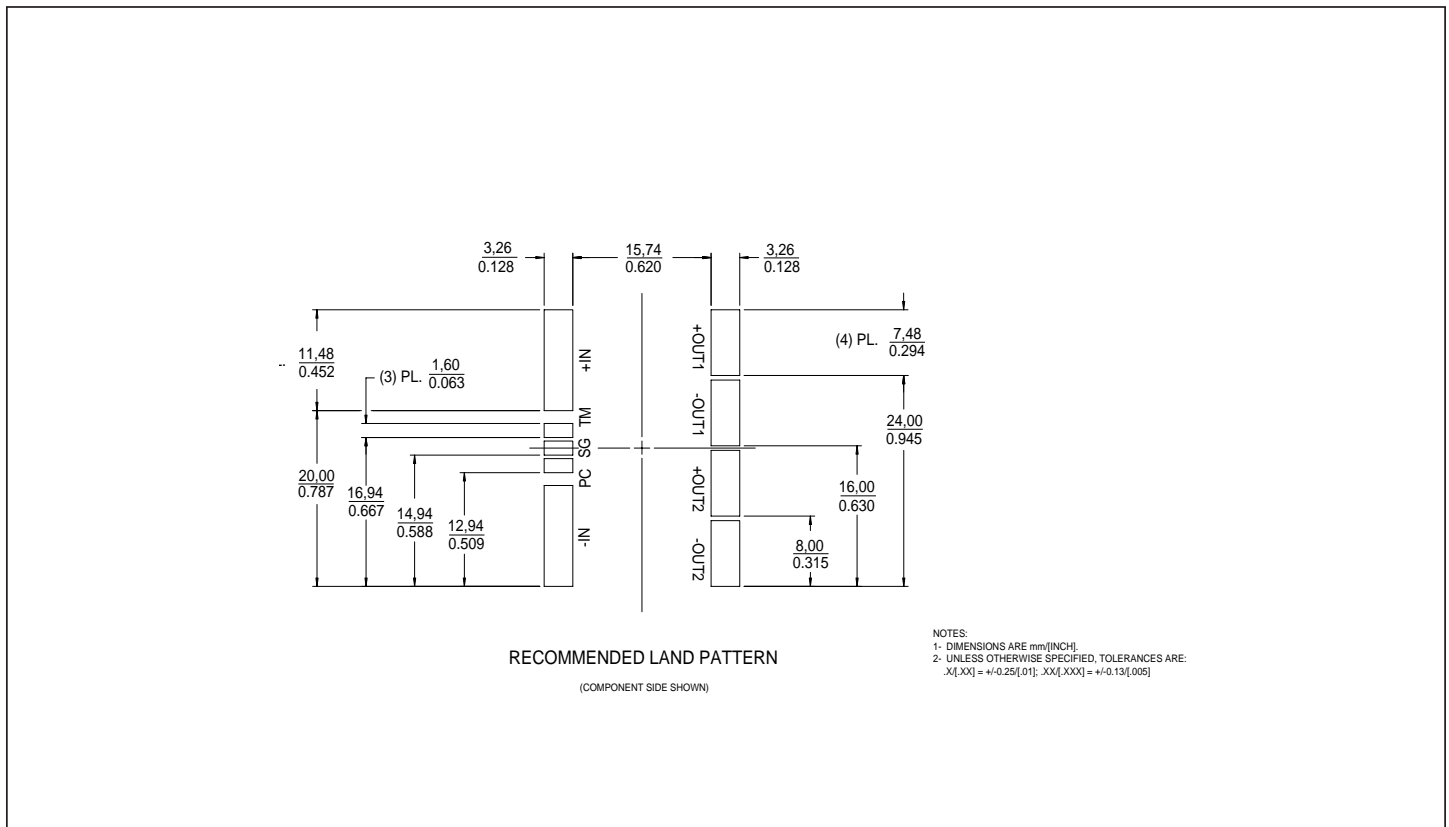 3,26
0.128
15,74
0.620
3,26
0.128
11,48
0.452
(3) PL. 1,60
0.063
+IN
TM
SG
PC
-IN
20,00
0.787
16,94
0.667
14,94
0.588
12,94
0.509
+OUT1
-OUT1
+OUT2
-OUT2
(4) PL. 7,48
0.294
24,00
0.945
16,00
0.630
8,00
0.315
RECOMMENDED LAND PATTERN
(COMPONENT SIDE SHOWN)
NOTES:
1- DIMENSIONS ARE mm/[INCH].
2- UNLESS OTHERWISE SPECIFIED, TOLERANCES ARE:
.X/[.XX] = +/-0.25/[.01]; .XX/[.XXX] = +/-0.13/[.005]